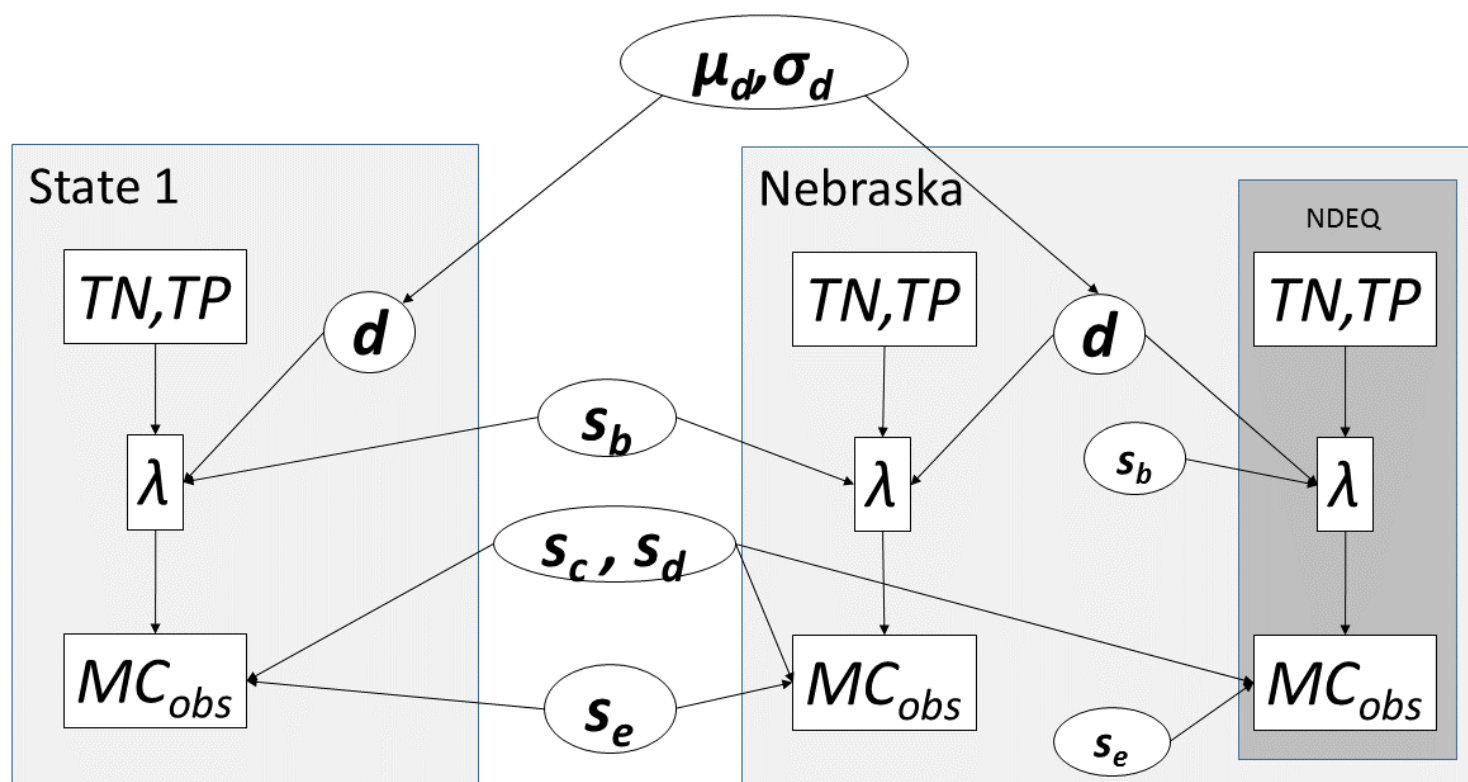 μd,σd
State 1
TN,TP
d
λ
MCobs
sb
sc , sd
se
Nebraska
TN,TP
d
λ
MCobs
sb
se
NDEQ
TN,TP
λ
MCobs